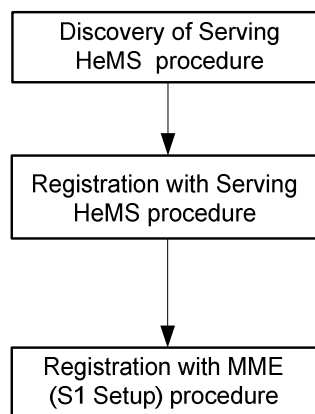 Discovery of Serving
HeMS procedure
Registration with Serving
HeMS procedure
Registration with MME
(S1 Setup) procedure